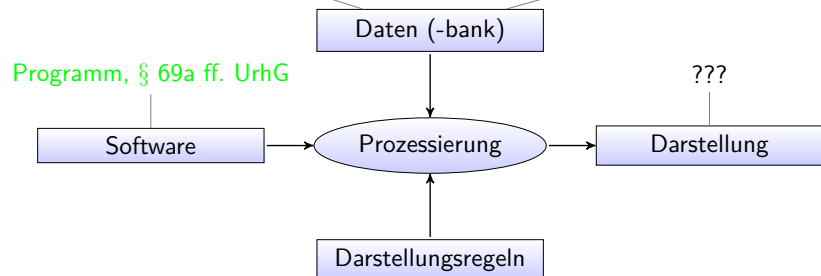 Daten (-bank)
Programm, § 69a ff. UrhG
???
Software
Prozessierung
Darstellung
Darstellungsregeln